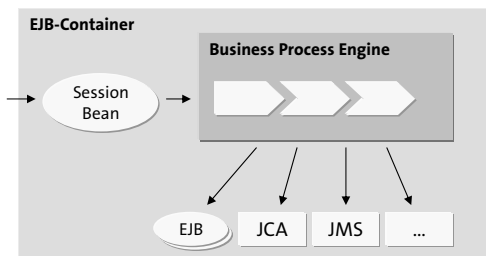 EJB-Container
Business Process Engine
Session
Bean
EJB
JCA
JMS
...